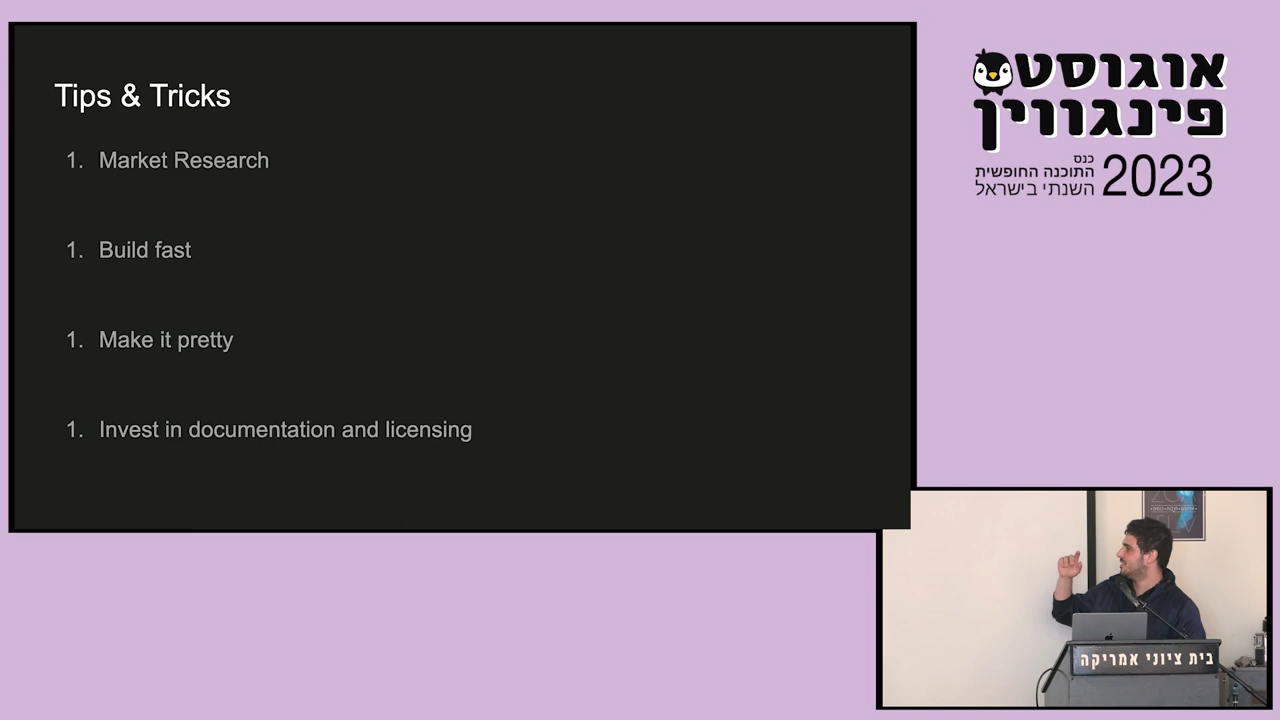 Tips & Tricks
1. Market Research
1. Build fast
1. Make it pretty
1. Invest in documentation and licensing
אוגוסט
פינגווין
כנס
התוכנה החופשית
השנתי בישראל
2023
בית ציוני אמריקה